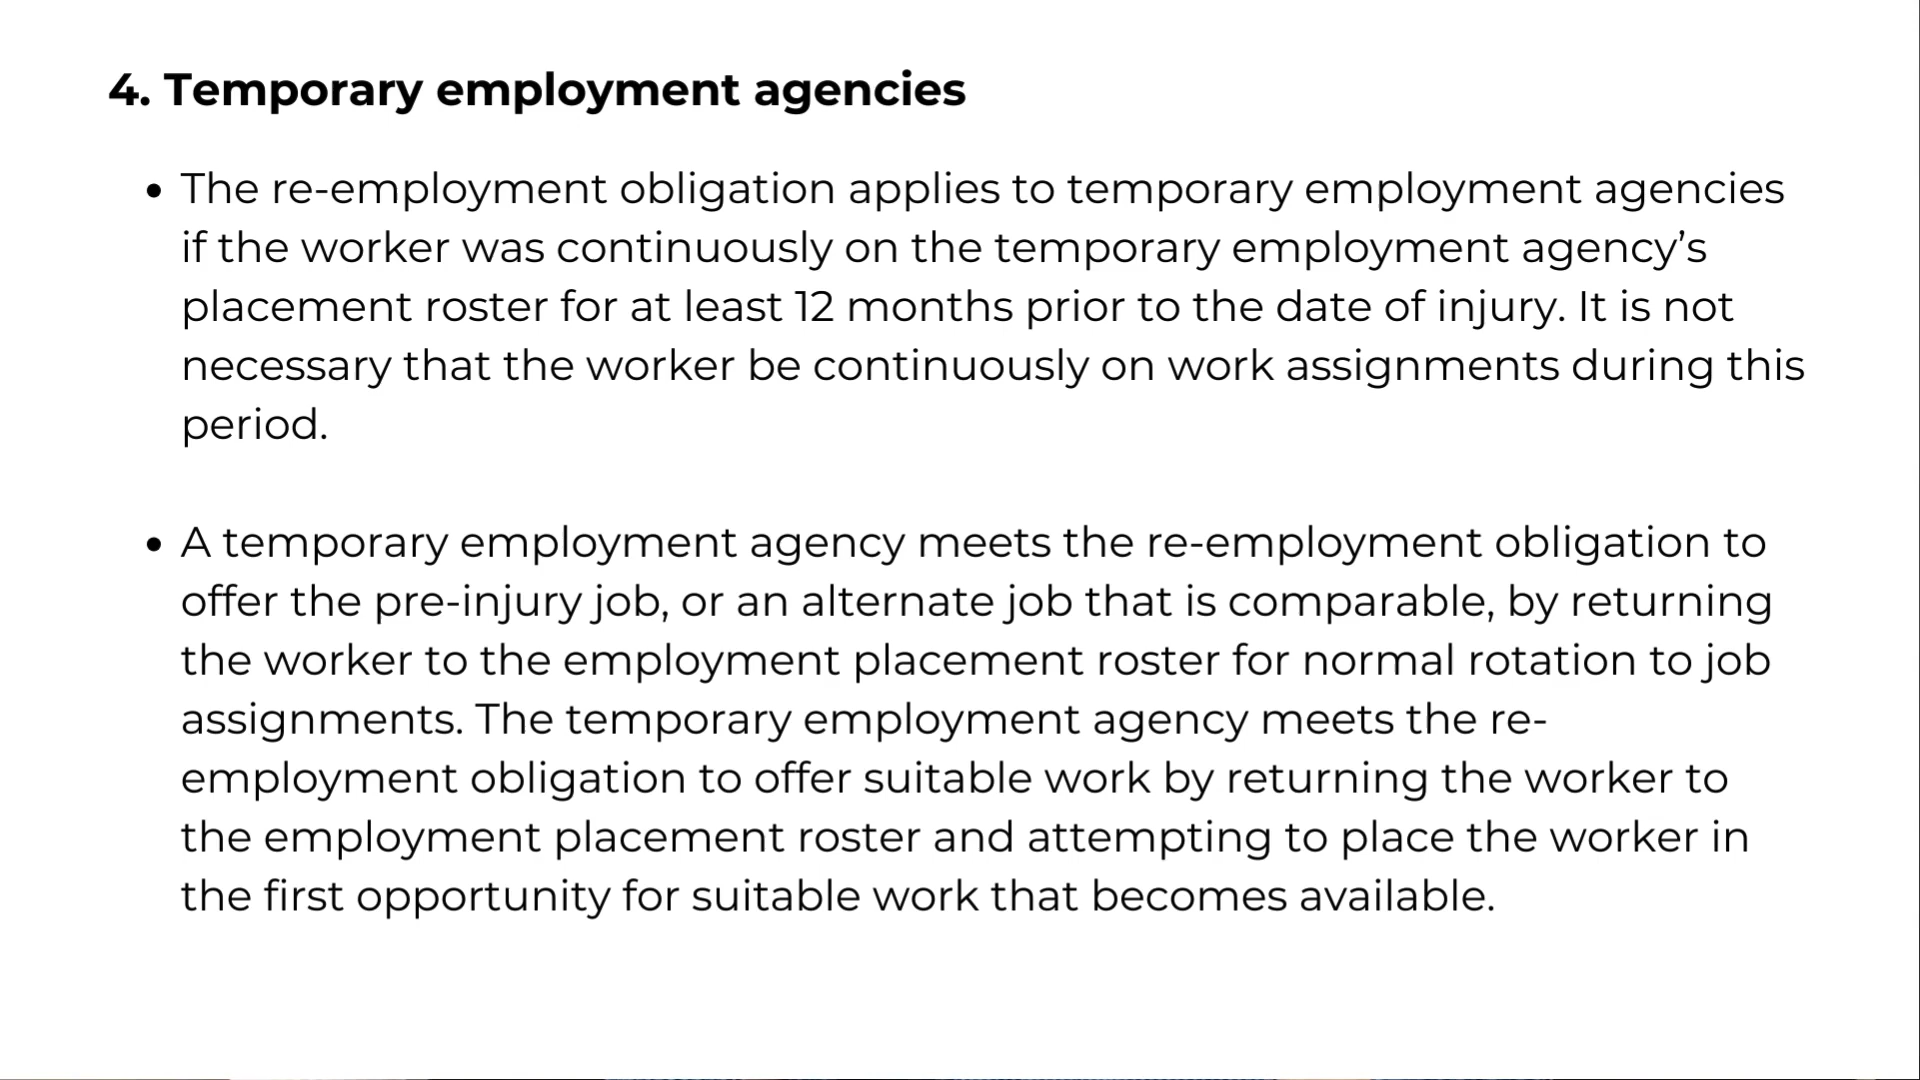 4. Temporary employment agencies
• The re-employment obligation applies to temporary employment agencies
if the worker was continuously on the temporary employment agency’s
placement roster for at least 12 months prior to the date of injury. It is not
necessary that the worker be continuously on work assignments during this
period.
• A temporary employment agency meets the re-employment obligation to
offer the pre-injury job, or an alternate job that is comparable, by returning
the worker to the employment placement roster for normal rotation to job
assignments. The temporary employment agency meets the re-
employment obligation to offer suitable work by returning the worker to
the employment placement roster and attempting to place the worker in
the first opportunity for suitable work that becomes available.